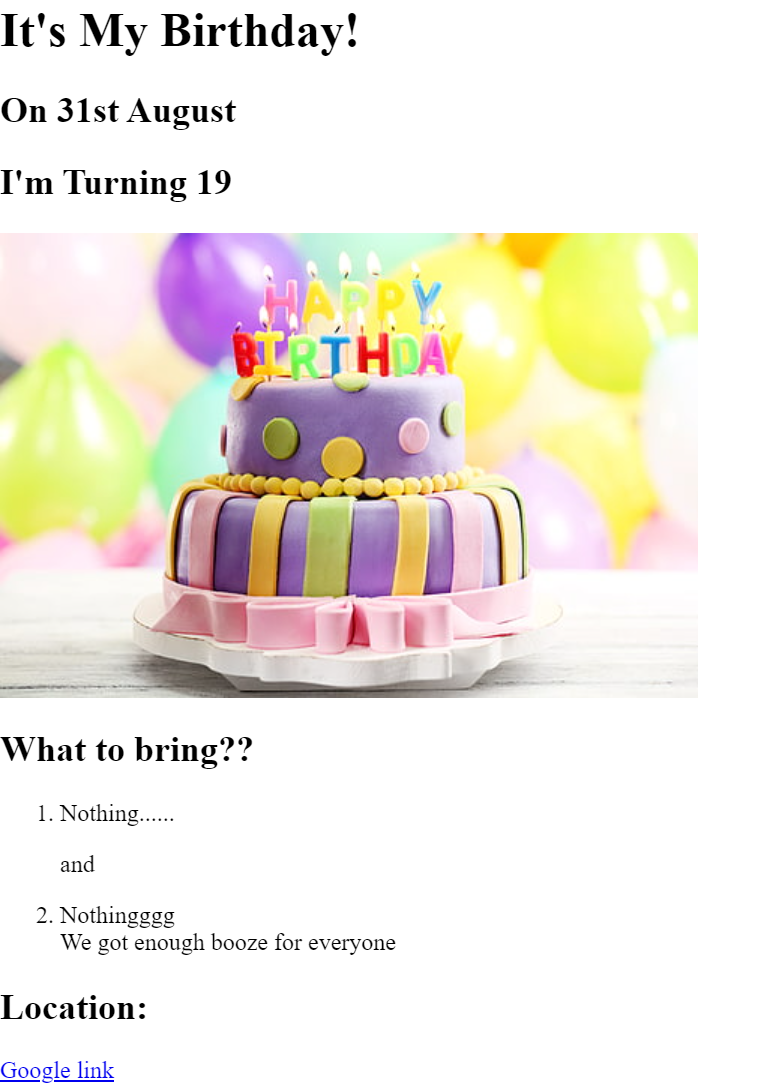 It's My Birthday!
On 31st August
I'm Turning 19
HAPPY
BIRTHDAY
What to bring??
1. Nothing......
and
2. Nothingggg
We got enough booze for everyone
Location:
Google link